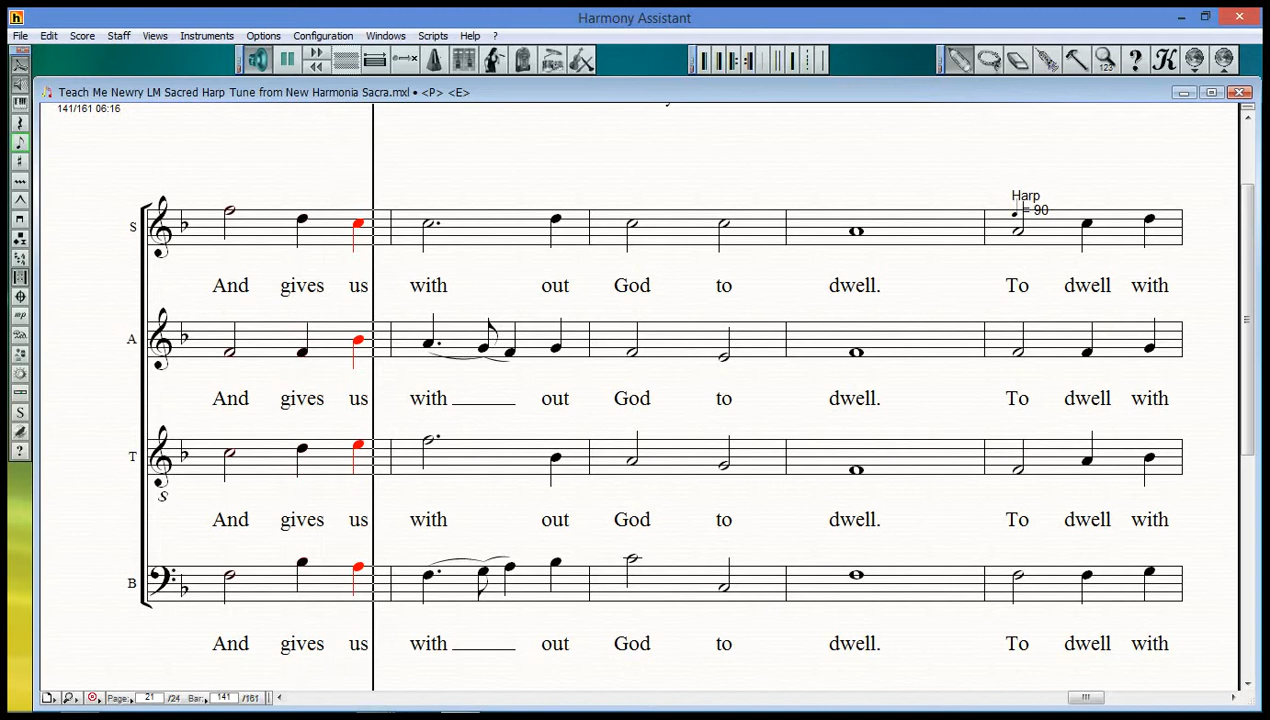 Harmony Assistant
File Edit Score Staff Views Instruments Options Configuration Windows Scripts Help ?
123 ? K
Teach Me Newry LM Sacred Harp Tune from New Harmonia Sacra.mxl • <P> <E>
141/161 06:16
Harp
= 90
S
And gives us with out God to dwell. To dwell with
A
And gives us with out God to dwell. To dwell with
T
S
And gives us with out God to dwell. To dwell with
B
And gives us with out God to dwell. To dwell with
Page: 21 /24 Bar: 141 /161